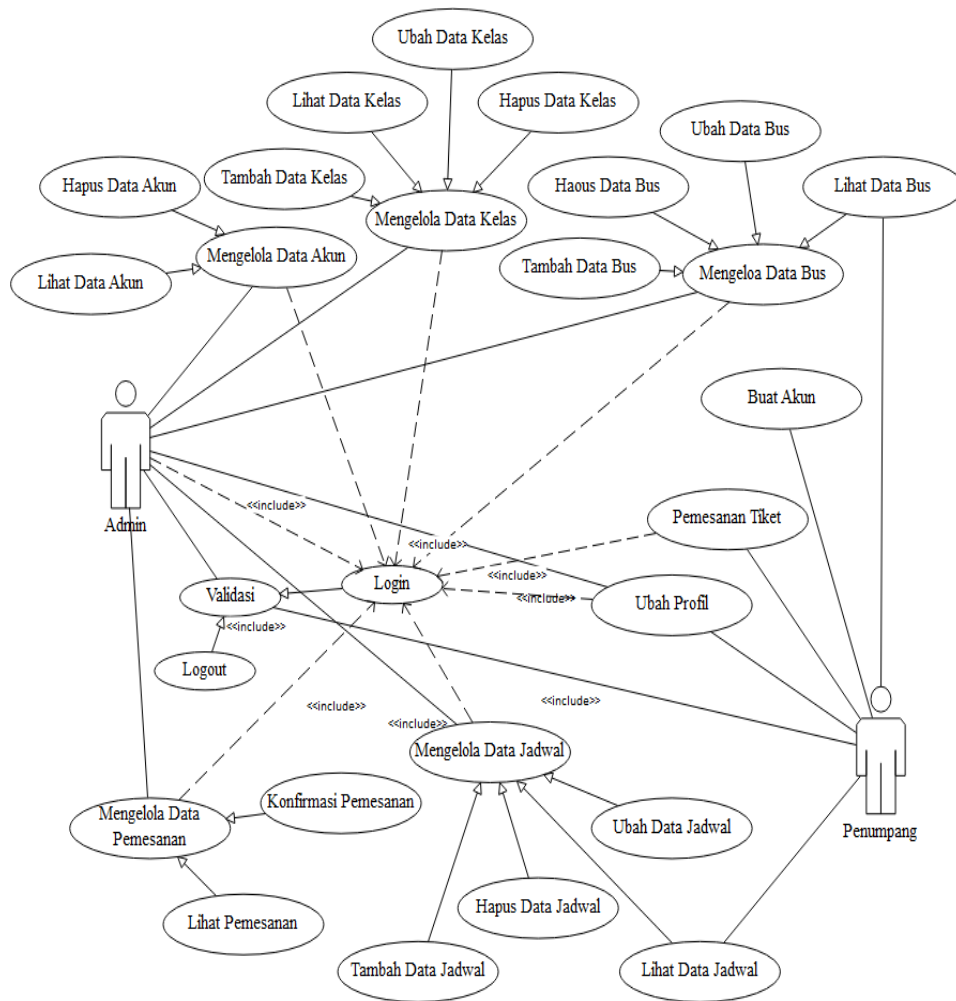 Ubah Data Kelas
Lihat Data Kelas
Hapus Data Kelas
Ubah Data Bus
Hapus Data Akun
Tambah Data Kelas
Haous Data Bus
Lihat Data Bus
Mengelola Data Kelas
Mengelola Data Akun
Lihat Data Akun
Tambah Data Bus
Mengeloa Data Bus
Buat Akun
Admin
<<include>>
Pemesanan Tiket
<<include>>
<<include>>
Login
Validasi
<<include>>
Ubah Profil
<<include>>
Logout
<<include>>
<<include>>
<<include>>
Mengelola Data Jadwal
Konfirmasi Pemesanan
Mengelola Data
Pemesanan
Ubah Data Jadwal
Penumpang
Hapus Data Jadwal
Lihat Pemesanan
Tambah Data Jadwal
Lihat Data Jadwal